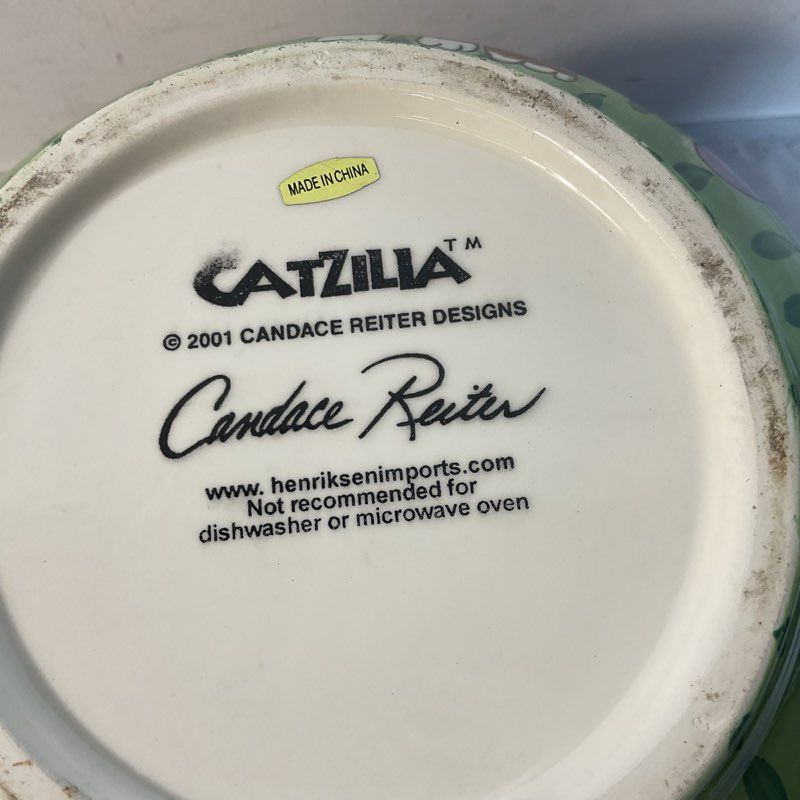 MADE IN CHINA
CATZILLA™
© 2001 CANDACE REITER DESIGNS
Candace Reiter
www. henriksenimports.com
Not recommended for
dishwasher or microwave oven